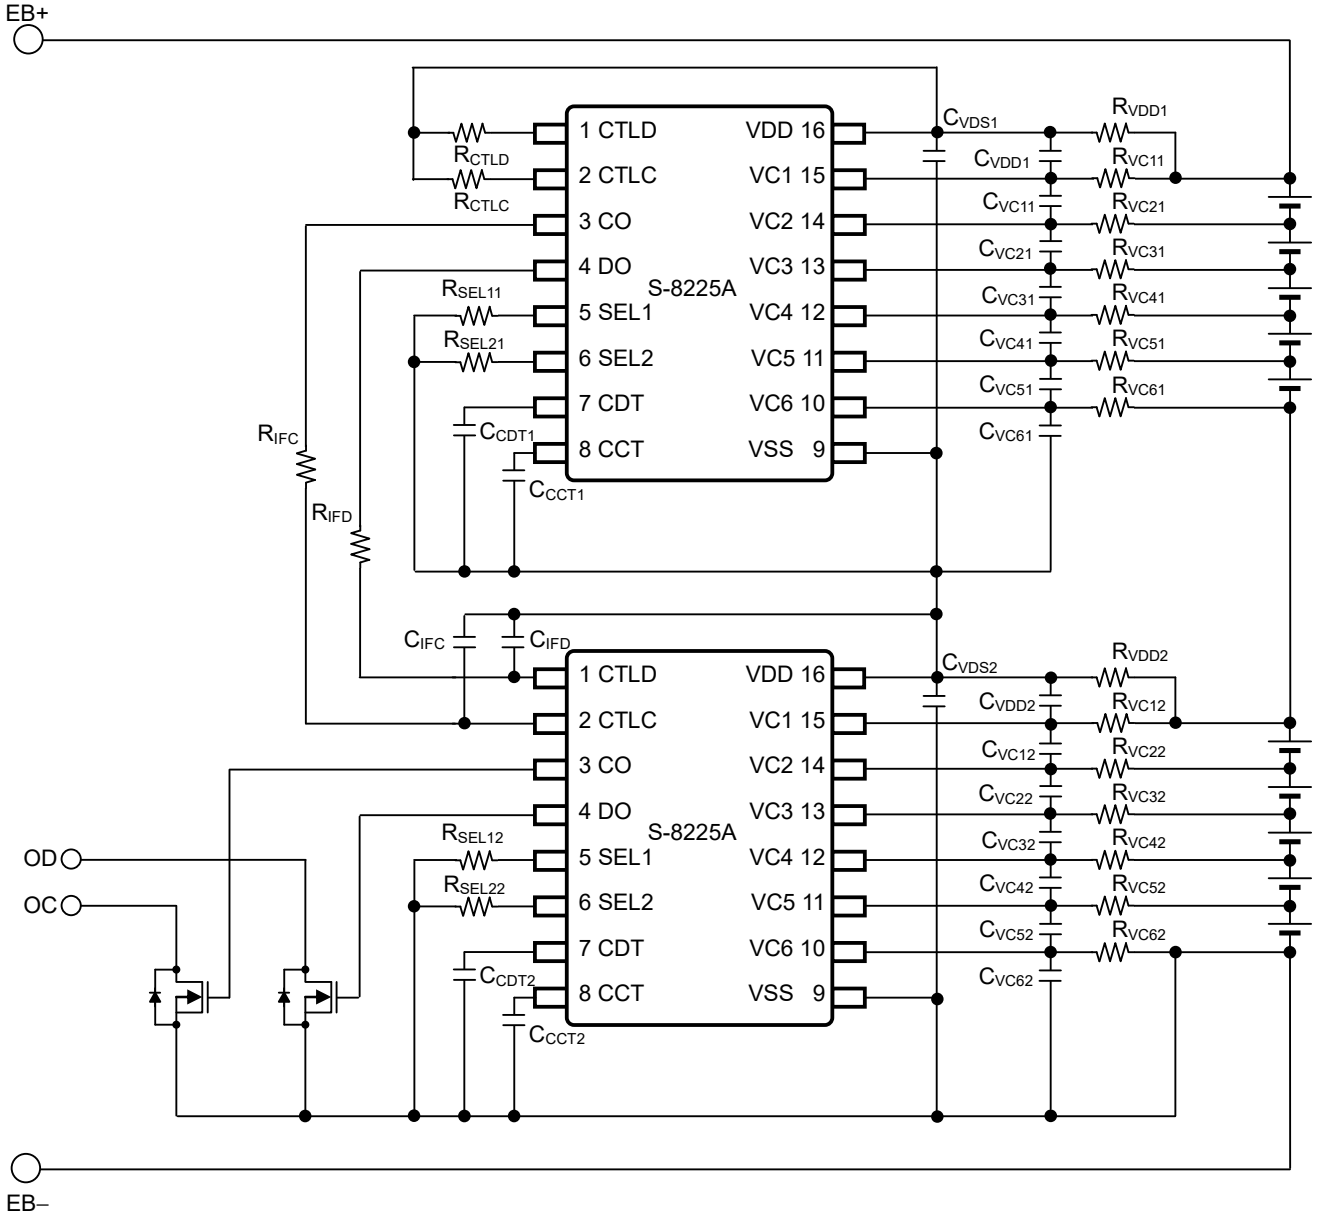 EB+
1 CTLD
2 CTLC
3 CO
4 DO
5 SEL1
6 SEL2
7 CDT
8 CCT
S-8225A
VDD 16
VC1 15
VC2 14
VC3 13
VC4 12
VC5 11
VC6 10
VSS 9
RCTLD
RCTLC
RSEL11
RSEL21
CCDT1
CCCT1
RIFC
RIFD
CVDS1
CVDD1
CVC11
CVC21
CVC31
CVC41
CVC51
CVC61
RVDD1
RVC11
RVC21
RVC31
RVC41
RVC51
RVC61
CIFC
CIFD
1 CTLD
2 CTLC
3 CO
4 DO
5 SEL1
6 SEL2
7 CDT
8 CCT
S-8225A
VDD 16
VC1 15
VC2 14
VC3 13
VC4 12
VC5 11
VC6 10
VSS 9
RSEL12
RSEL22
CCDT2
CCCT2
CVDS2
CVDD2
CVC12
CVC22
CVC32
CVC42
CVC52
CVC62
RVDD2
RVC12
RVC22
RVC32
RVC42
RVC52
RVC62
OD
OC
EB−